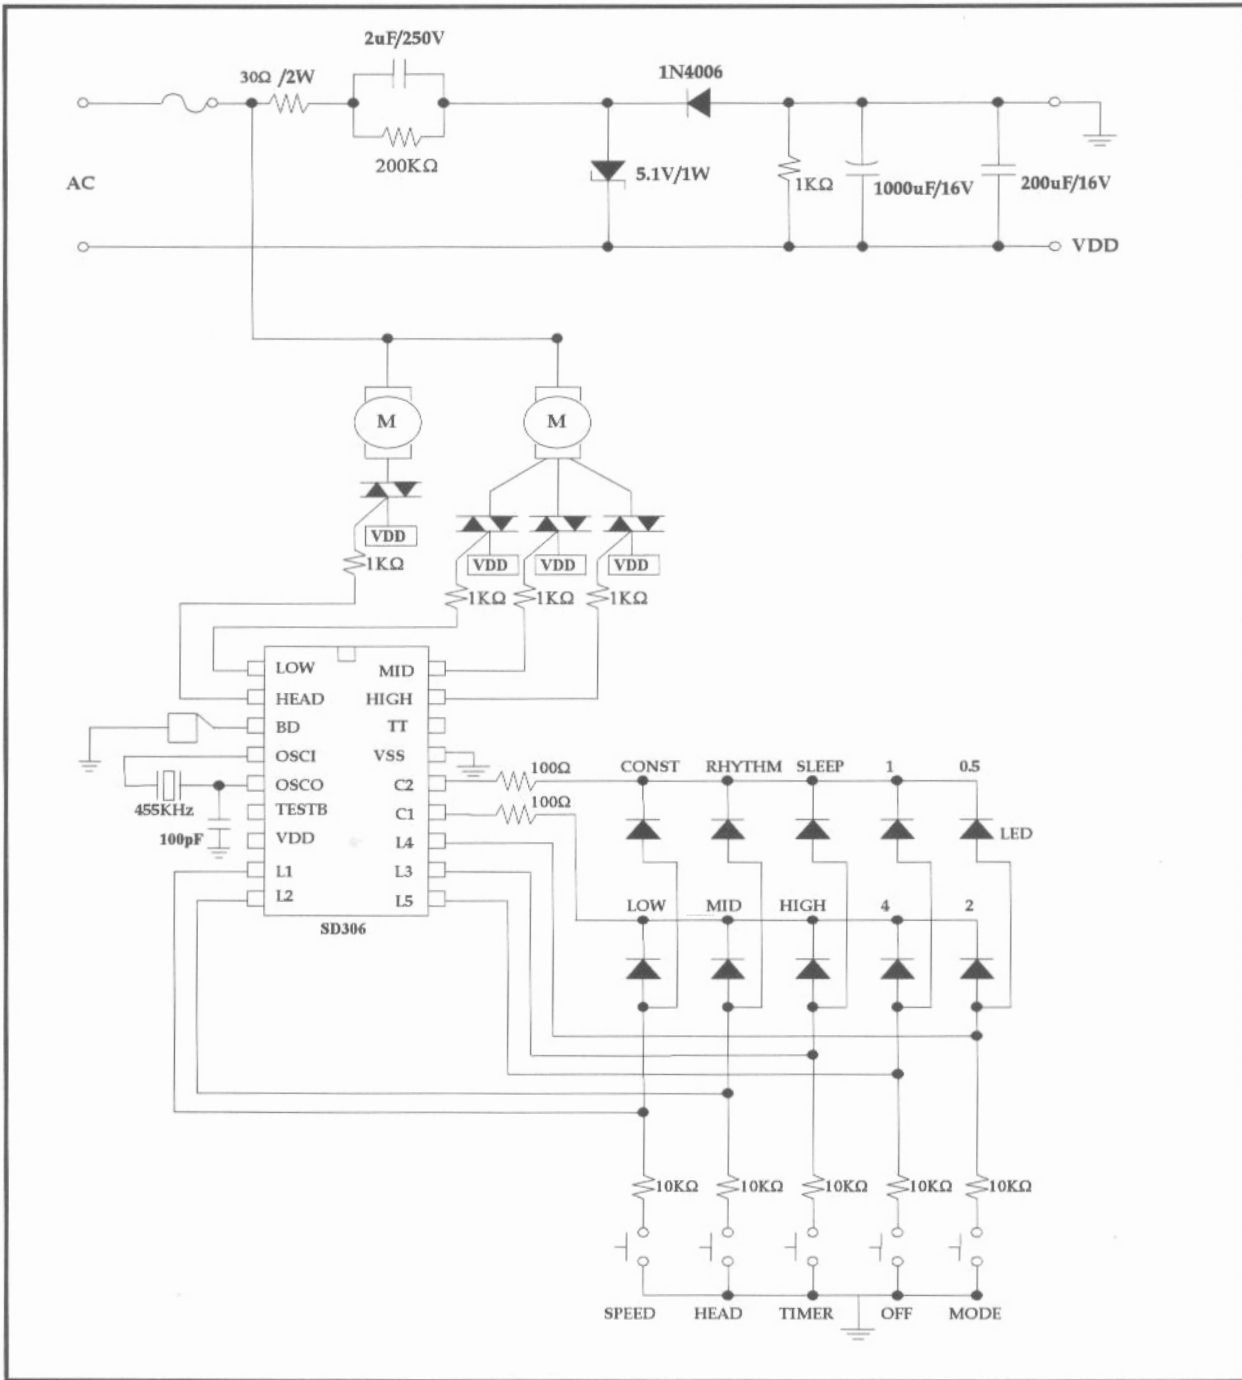 2uF/250V
30Ω /2W
1N4006
200KΩ
AC
5.1V/1W
1KΩ
1000uF/16V
200uF/16V
VDD
M
M
VDD
1KΩ
VDD
VDD
VDD
1KΩ
1KΩ
1KΩ
LOW
MID
HEAD
HIGH
BD
TT
OSCI
VSS
OSCO
C2
TESTB
C1
VDD
L4
L1
L3
L2
L5
SD306
455KHz
100pF
100Ω
100Ω
CONST
RHYTHM
SLEEP
1
0.5
LED
LOW
MID
HIGH
4
2
10KΩ
10KΩ
10KΩ
10KΩ
10KΩ
SPEED
HEAD
TIMER
OFF
MODE